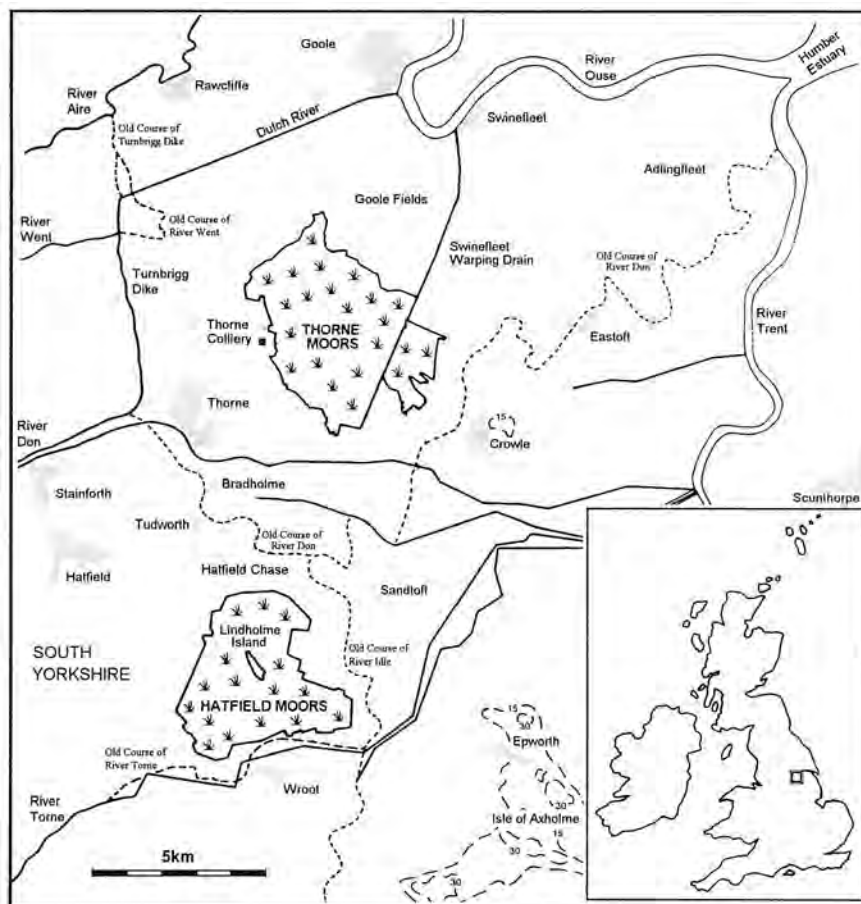 Goole
River
Ouse
Humber
Estuary
River
Aire
Rawcliffe
Dutch River
Swinefleet
Old Course of
Turnbrigg Dike
Adlingfleet
River
Went
Old Course of
River Went
Goole Fields
Turnbrigg
Dike
Swinefleet
Warping Drain
Old Course of
River Don
River
Trent
Thorne
Colliery
THORNE
MOORS
Eastoft
Thorne
15
Crowle
River
Don
Stainforth
Bradholme
Scunthorpe
Tudworth
Old Course of
River Don
Hatfield
Hatfield Chase
Sandtoft
Lindholme
Island
SOUTH
YORKSHIRE
Old Course of
River Idle
HATFIELD MOORS
15
30
Epworth
Old Course of
River Torne
Wroot
30
Isle of Axholme
River
Torne
15
30
5km
30